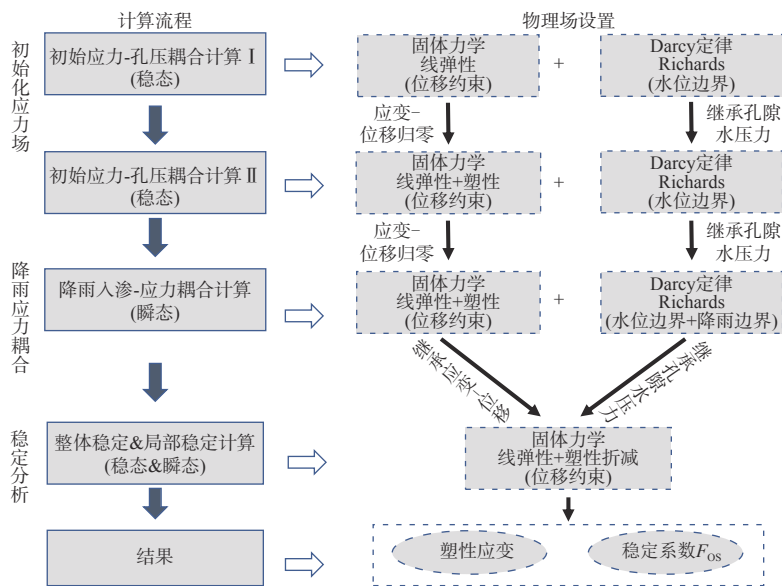 计算流程
物理场设置
初始化应力场
初始应力-孔压耦合计算Ⅰ
(稳态)
固体力学
线弹性
(位移约束)
+
Darcy定律
Richards
(水位边界)
应变-
位移归零
继承孔隙
水压力
初始应力-孔压耦合计算Ⅱ
(稳态)
固体力学
线弹性+塑性
(位移约束)
+
Darcy定律
Richards
(水位边界)
应变-
位移归零
继承孔隙
水压力
降雨应力耦合
降雨入渗-应力耦合计算
(瞬态)
固体力学
线弹性+塑性
(位移约束)
+
Darcy定律
Richards
(水位边界+降雨边界)
继承应变-位移
继承孔隙水压力
稳定分析
整体稳定&局部稳定计算
(稳态&瞬态)
固体力学
线弹性+塑性折减
(位移约束)
结果
塑性应变
稳定系数FOS